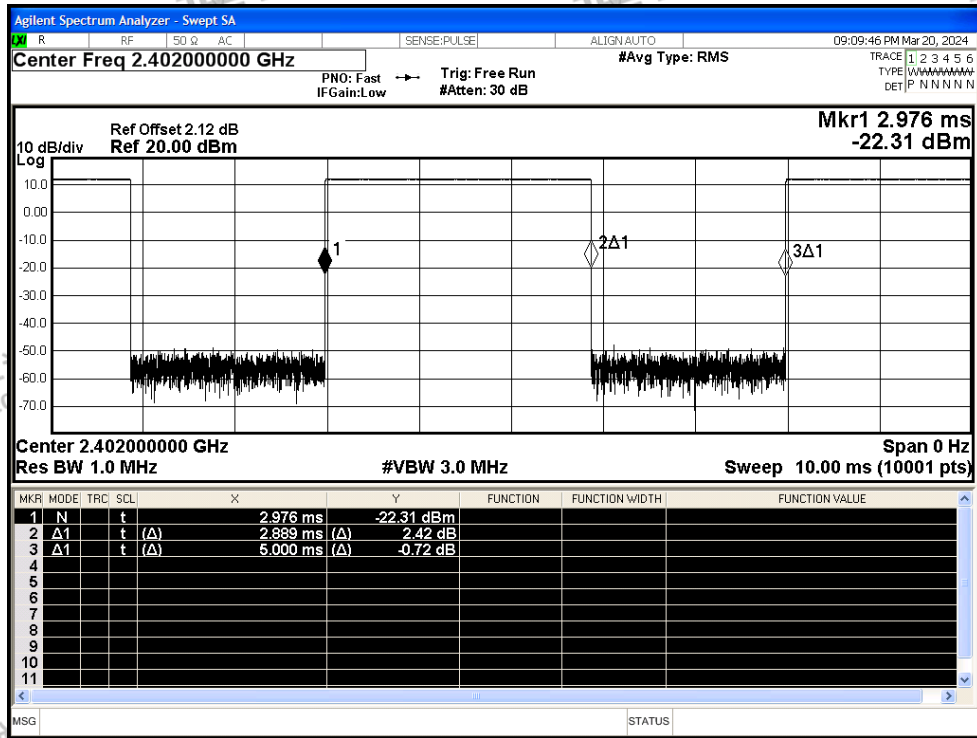 Agilent Spectrum Analyzer - Swept SA
LXI R RF 50 Ω AC SENSE:PULSE ALIGN AUTO 09:09:46 PM Mar 20, 2024
Center Freq 2.402000000 GHz
PNO: Fast
IFGain:Low
Trig: Free Run
#Atten: 30 dB
#Avg Type: RMS
TRACE 1 2 3 4 5 6
TYPE
DET P N N N N N
Mkr1 2.976 ms
-22.31 dBm
Ref Offset 2.12 dB
10 dB/div Ref 20.00 dBm
Log
10.0
0.00
-10.0
-20.0
-30.0
-40.0
-50.0
-60.0
-70.0
1
2Δ1
3Δ1
Center 2.402000000 GHz Span 0 Hz
Res BW 1.0 MHz #VBW 3.0 MHz Sweep 10.00 ms (10001 pts)
MKR MODE TRC SCL X Y FUNCTION FUNCTION WIDTH FUNCTION VALUE
1 N t 2.976 ms -22.31 dBm
2 Δ1 t (Δ) 2.889 ms (Δ) 2.42 dB
3 Δ1 t (Δ) 5.000 ms (Δ) -0.72 dB
4
5
6
7
8
9
10
11
MSG STATUS